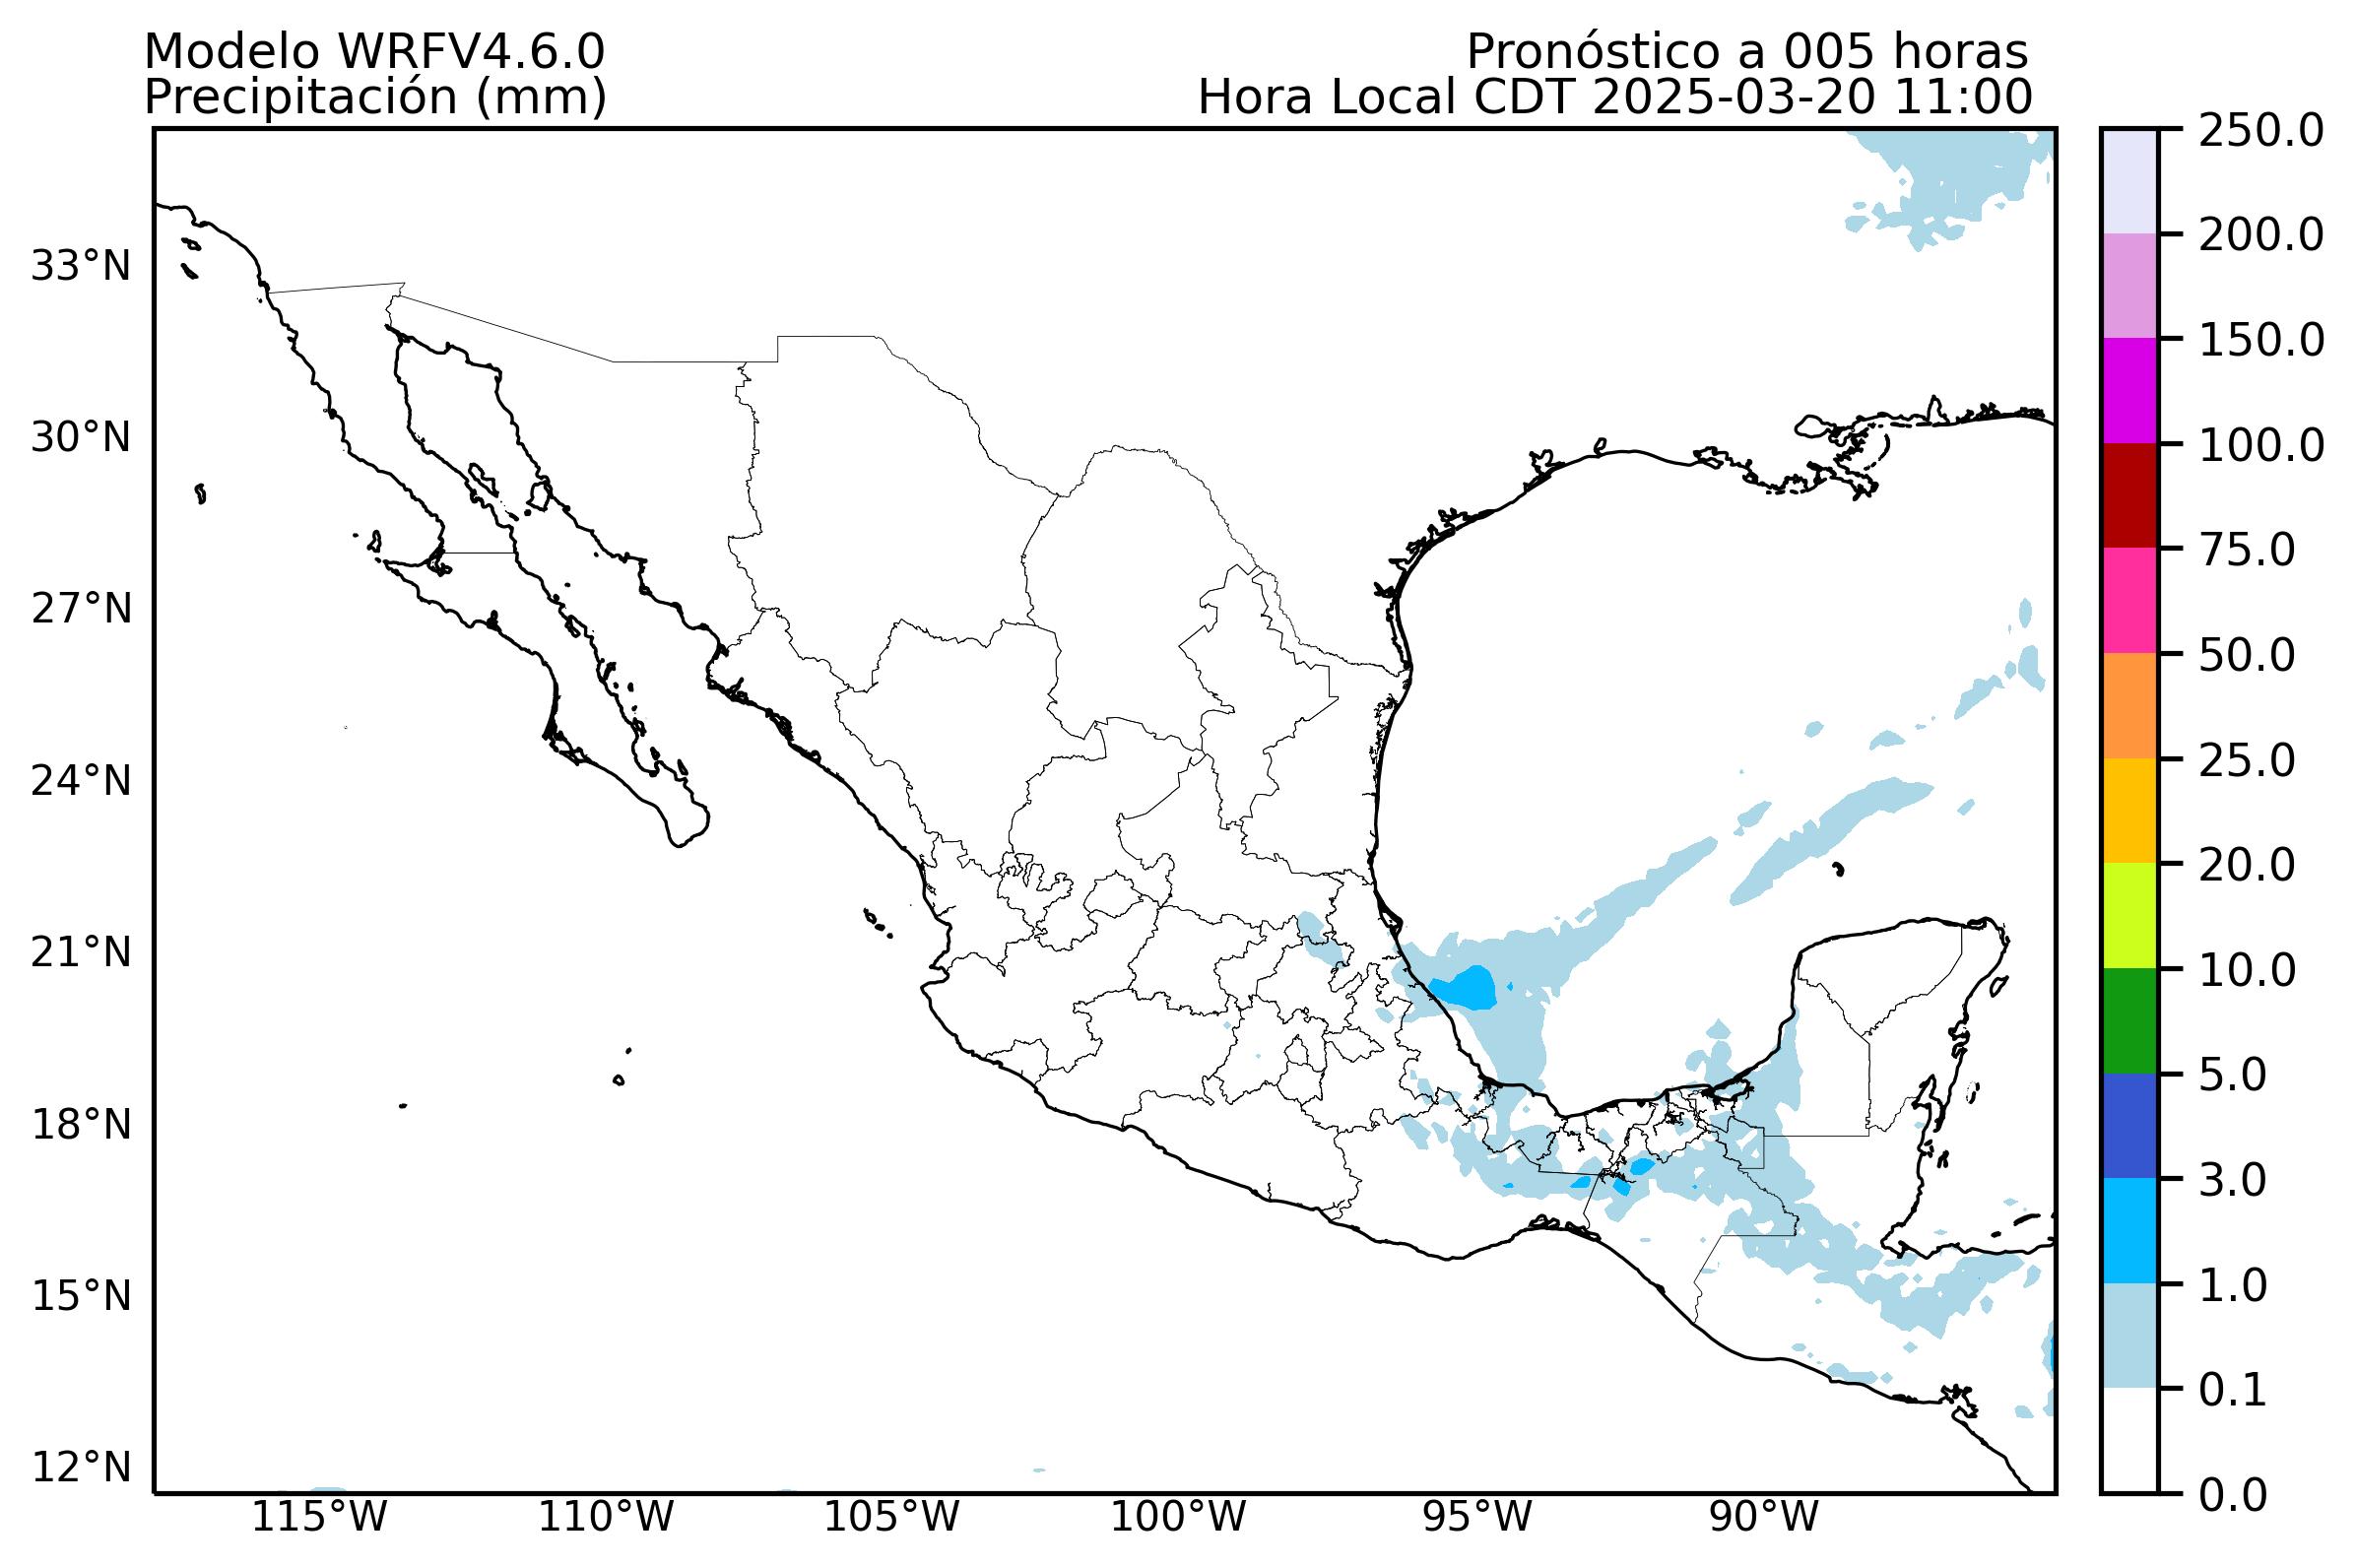 Modelo WRFV4.6.0
Pronóstico a 005 horas
Precipitación (mm)
Hora Local CDT 2025-03-20 11:00
33°N
30°N
27°N
24°N
21°N
18°N
15°N
12°N
115°W
110°W
105°W
100°W
95°W
90°W
250.0
200.0
150.0
100.0
75.0
50.0
25.0
20.0
10.0
5.0
3.0
1.0
0.1
0.0